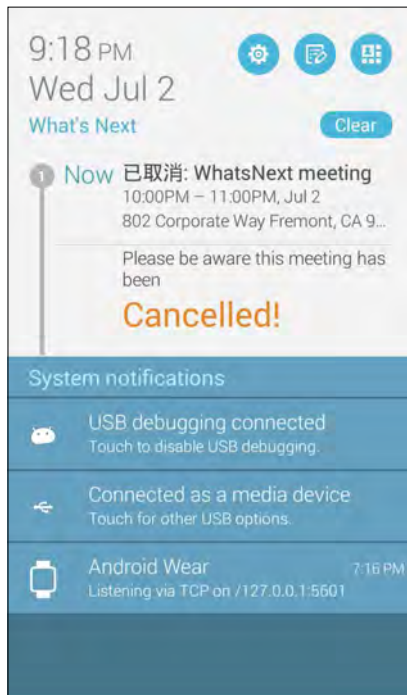 9:18 PM
Wed Jul 2
What's Next
Clear
1
Now
已取消: WhatsNext meeting
10:00PM – 11:00PM, Jul 2
802 Corporate Way Fremont, CA 9...
Please be aware this meeting has
been
Cancelled!
System notifications
USB debugging connected
Touch to disable USB debugging.
Connected as a media device
Touch for other USB options.
Android Wear
7:16 PM
Listening via TCP on /127.0.0.1:5601